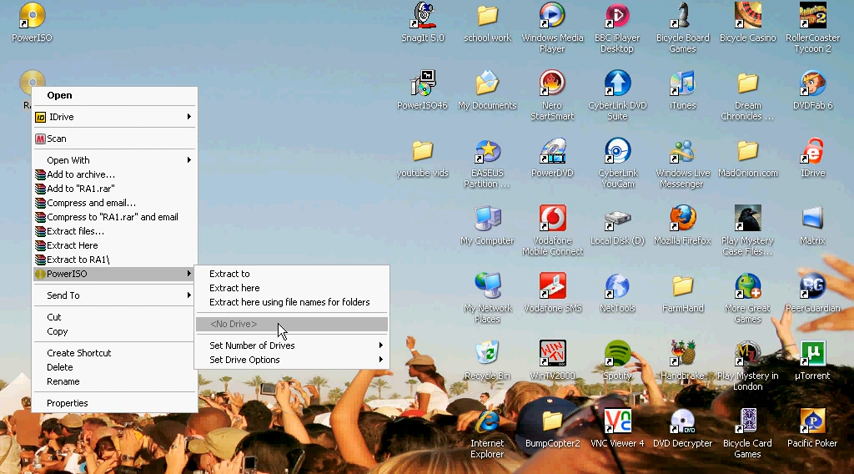 PowerISO
SnagIt 5.0
school work
Windows Media
Player
BBC iPlayer
Desktop
Bicycle Board
Games
Bicycle Casino
RollerCoaster
Tycoon 2
PowerISO46
My Documents
Nero
StartSmart
CyberLink DVD
Suite
iTunes
Dream
Chronicles ...
DVDFab 6
youtube vids
EASEUS
Partition ...
PowerDVD
CyberLink
YouCam
Windows Live
Messenger
MadOnion.com
IDrive
My Computer
Vodafone
Mobile Connect
Local Disk (D)
Mozilla Firefox
Play Mystery
Case Files ...
Matrix
My Network
Places
Vodafone SMS
NetTools
FarmHand
More Great
Games
PeerGuardian
Recycle Bin
WinTV2000
Spotify
Handbrake
Play Mystery in
London
µTorrent
Internet
Explorer
BumpCopter2
VNC Viewer 4
DVD Decrypter
Bicycle Card
Games
Pacific Poker
Open
IDrive
Scan
Open With
Add to archive...
Add to "RA1.rar"
Compress and email...
Compress to "RA1.rar" and email
Extract files...
Extract Here
Extract to RA1\
PowerISO
Send To
Cut
Copy
Create Shortcut
Delete
Rename
Properties
Extract to
Extract here
Extract here using file names for folders
<No Drive>
Set Number of Drives
Set Drive Options